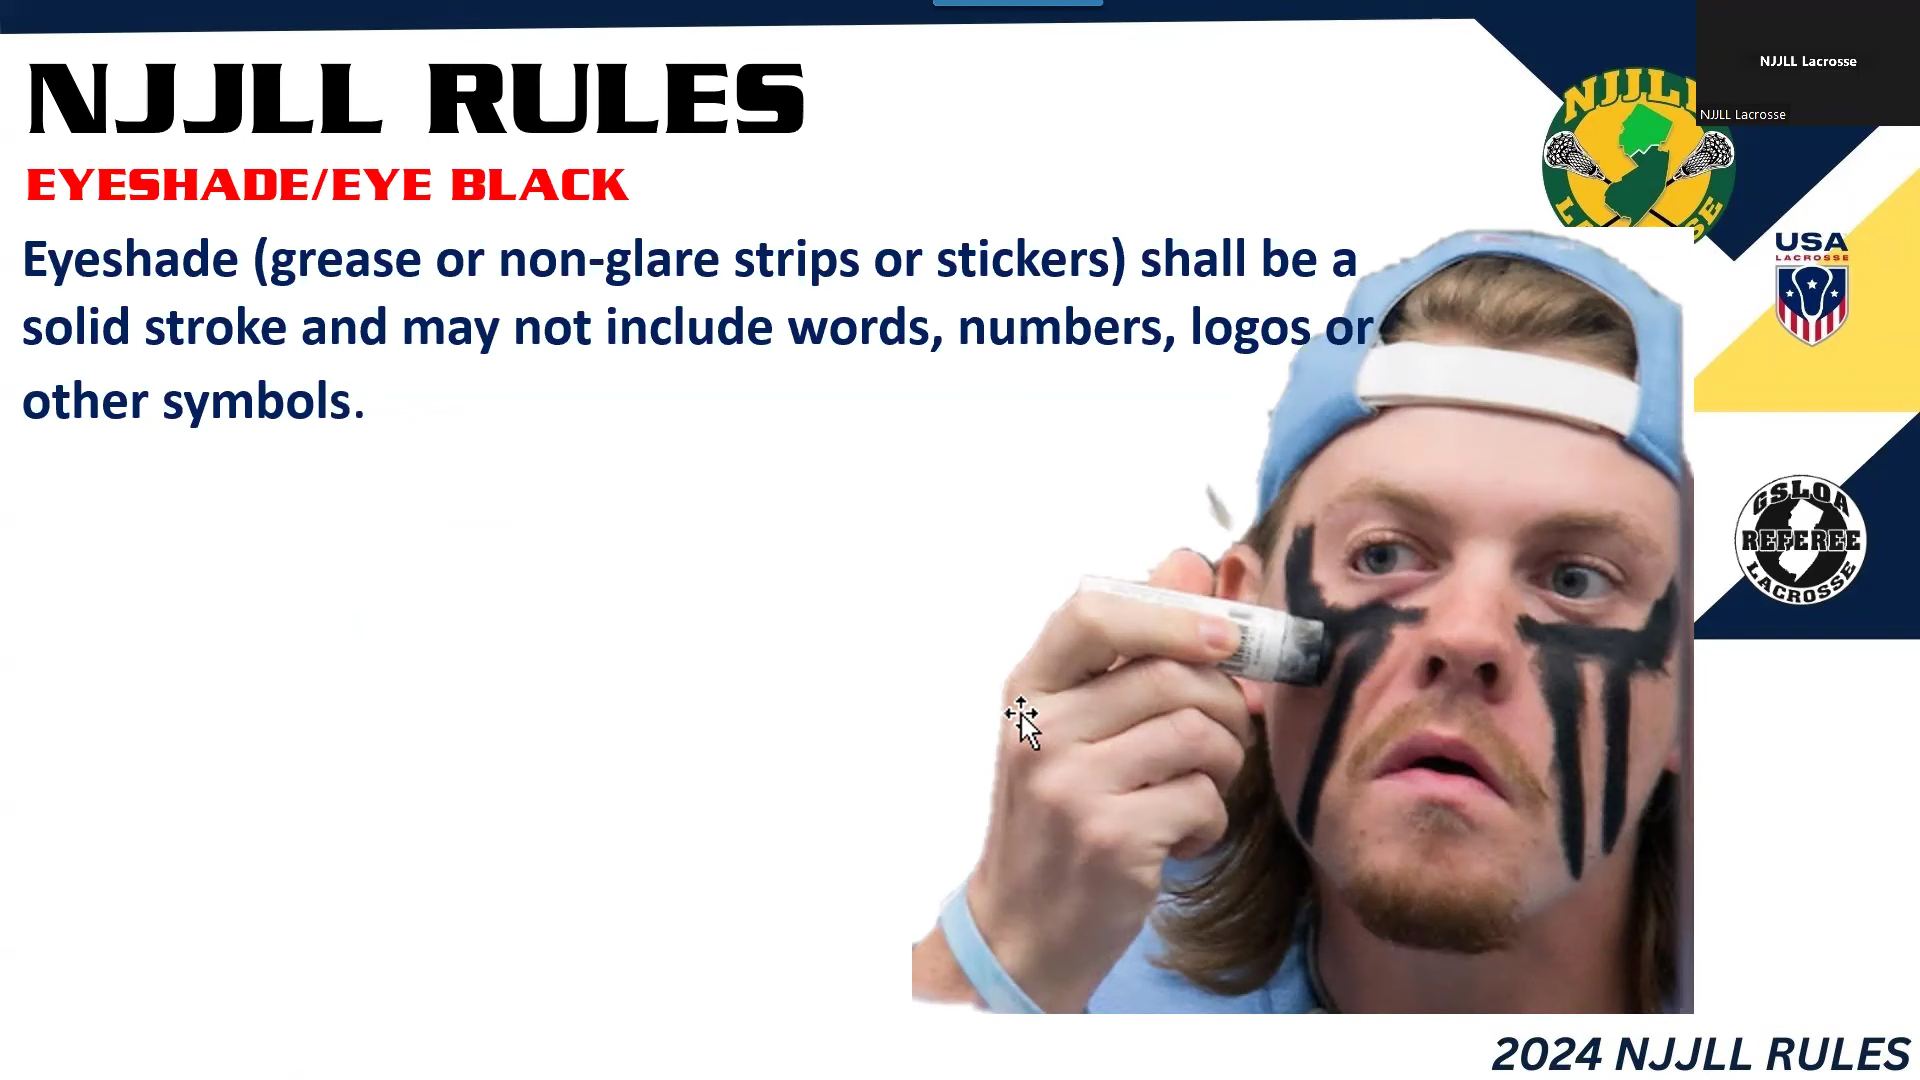 NJJLL RULES
EYESHADE/EYE BLACK
Eyeshade (grease or non-glare strips or stickers) shall be a
solid stroke and may not include words, numbers, logos or
other symbols.
NJJLL Lacrosse
NJJLL Lacrosse
NJJLL
USA
LACROSSE
GSLOA
REFEREE
LACROSSE
2024 NJJLL RULES